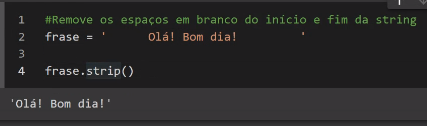 1 #Remove os espaços em branco do início e fim da string
2 frase = '      Olá! Bom dia!         '
3
4 frase.strip()
'Olá! Bom dia!'